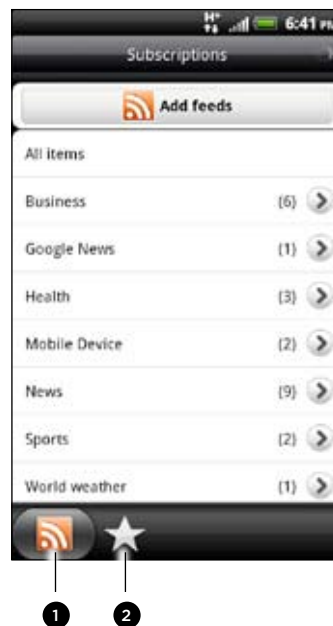 H+ 6:41 PM
Subscriptions
Add feeds
All items
Business (6)
Google News (1)
Health (3)
Mobile Device (2)
News (9)
Sports (2)
World weather (1)
1 2